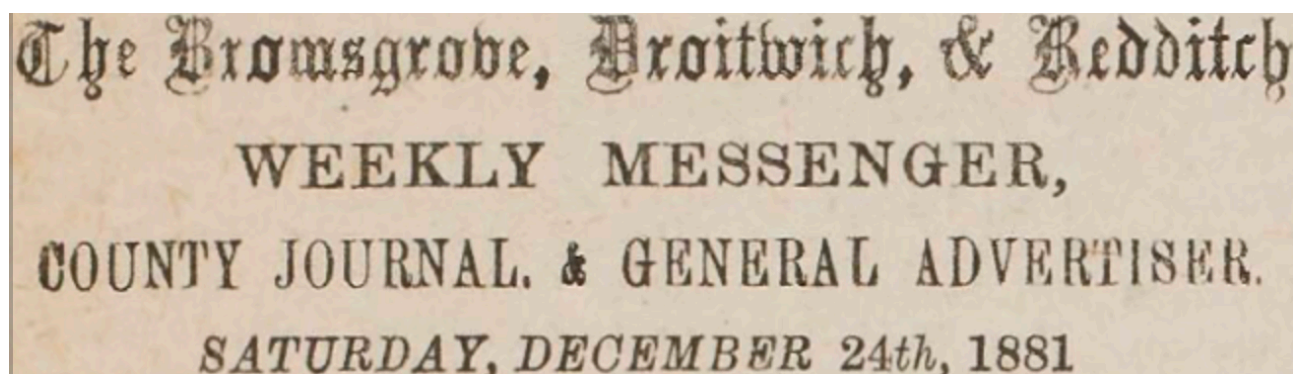 The Bromsgrove, Droitwich, & Redditch
WEEKLY MESSENGER,
COUNTY JOURNAL. & GENERAL ADVERTISER.
SATURDAY, DECEMBER 24th, 1881